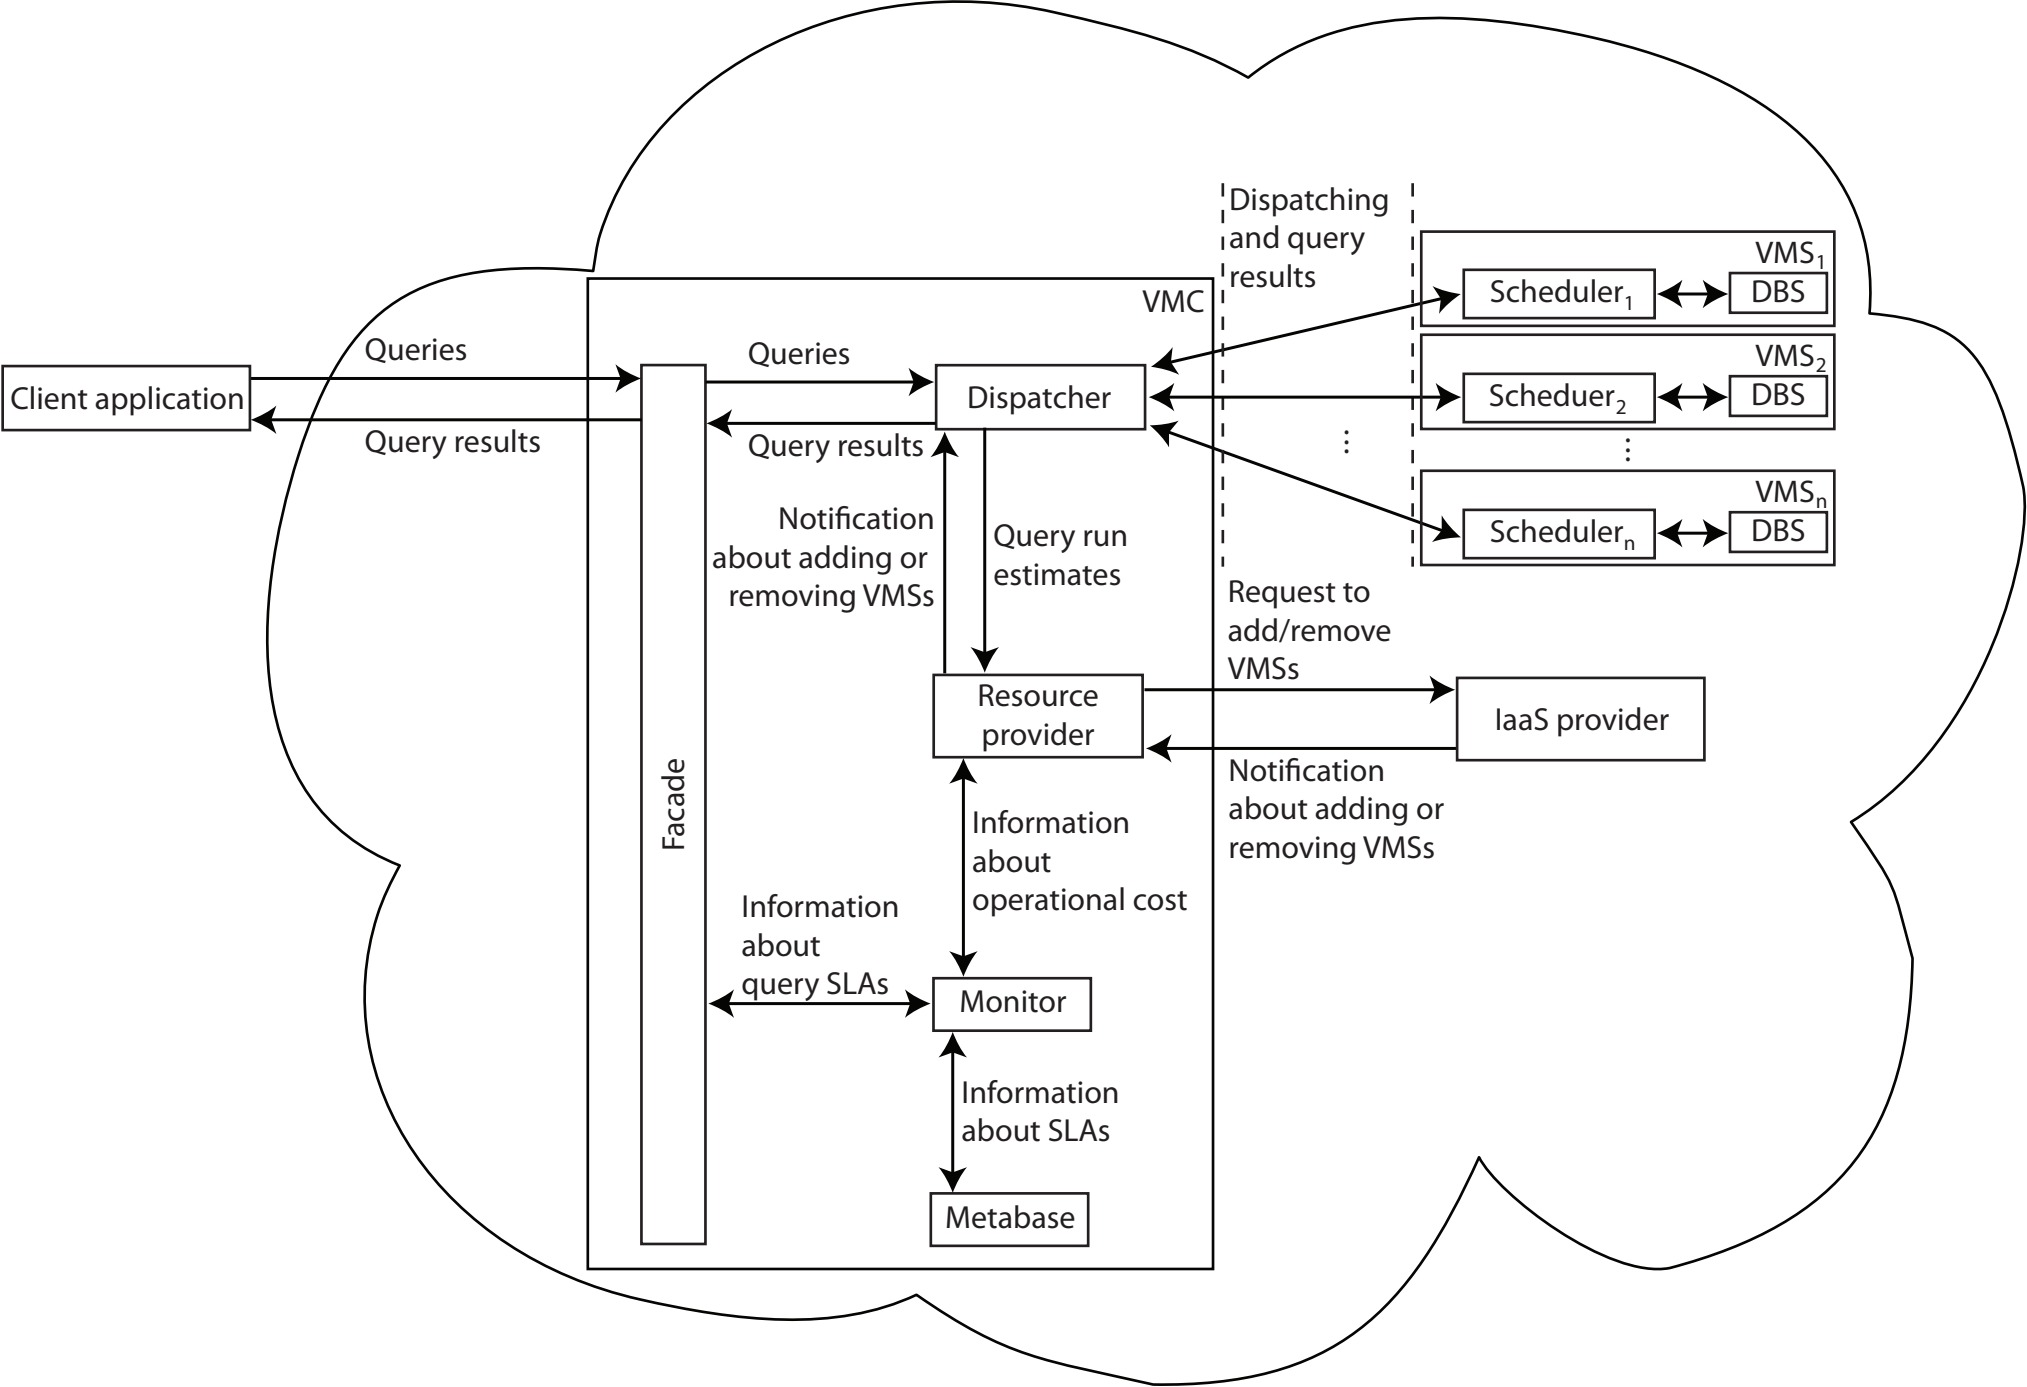 Dispatching
and query
results
VMS1
Scheduler1
DBS
VMC
VMS2
Scheduer2
DBS
...
...
VMSn
Schedulern
DBS
Client application
Queries
Query results
Queries
Query results
Dispatcher
Notification
about adding or
removing VMSs
Query run
estimates
Request to
add/remove
VMSs
Resource
provider
IaaS provider
Notification
about adding or
removing VMSs
Facade
Information
about
operational cost
Information
about
query SLAs
Monitor
Information
about SLAs
Metabase